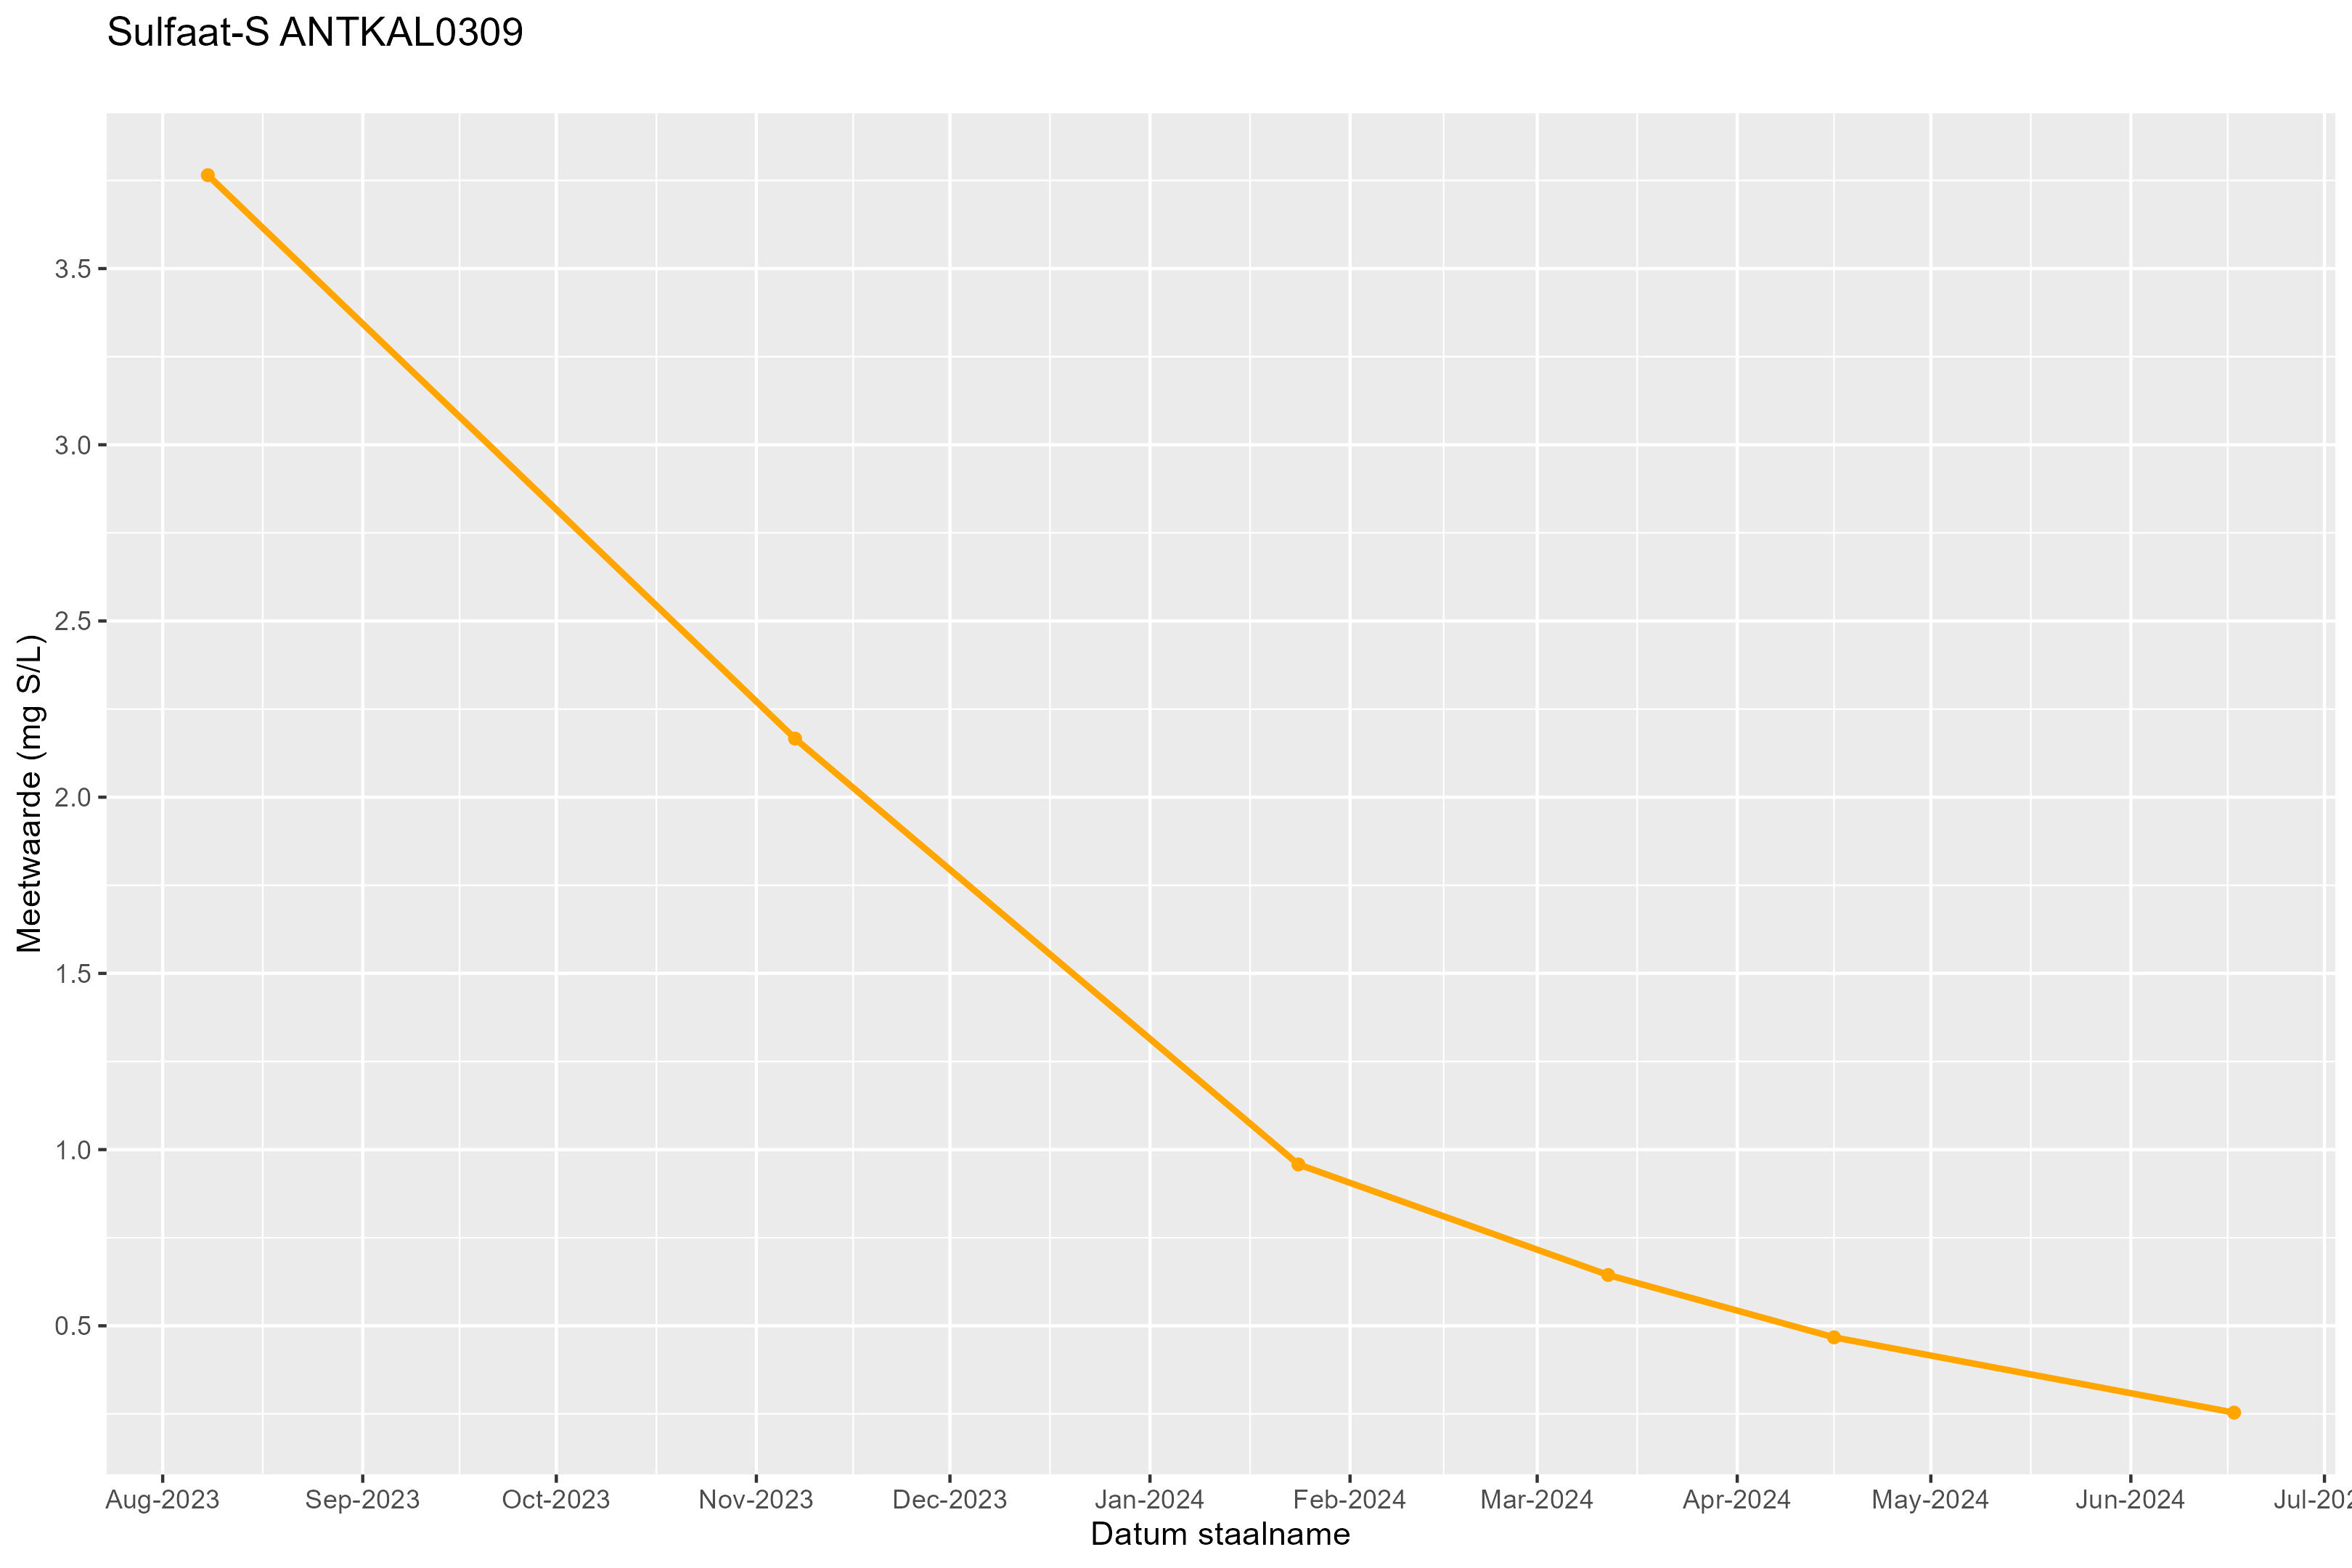 Sulfaat-S ANTKAL0309
Meetwaarde (mg S/L)
3.5
3.0
2.5
2.0
1.5
1.0
0.5
Aug-2023 Sep-2023 Oct-2023 Nov-2023 Dec-2023 Jan-2024 Feb-2024 Mar-2024 Apr-2024 May-2024 Jun-2024 Jul-202
Datum staalname